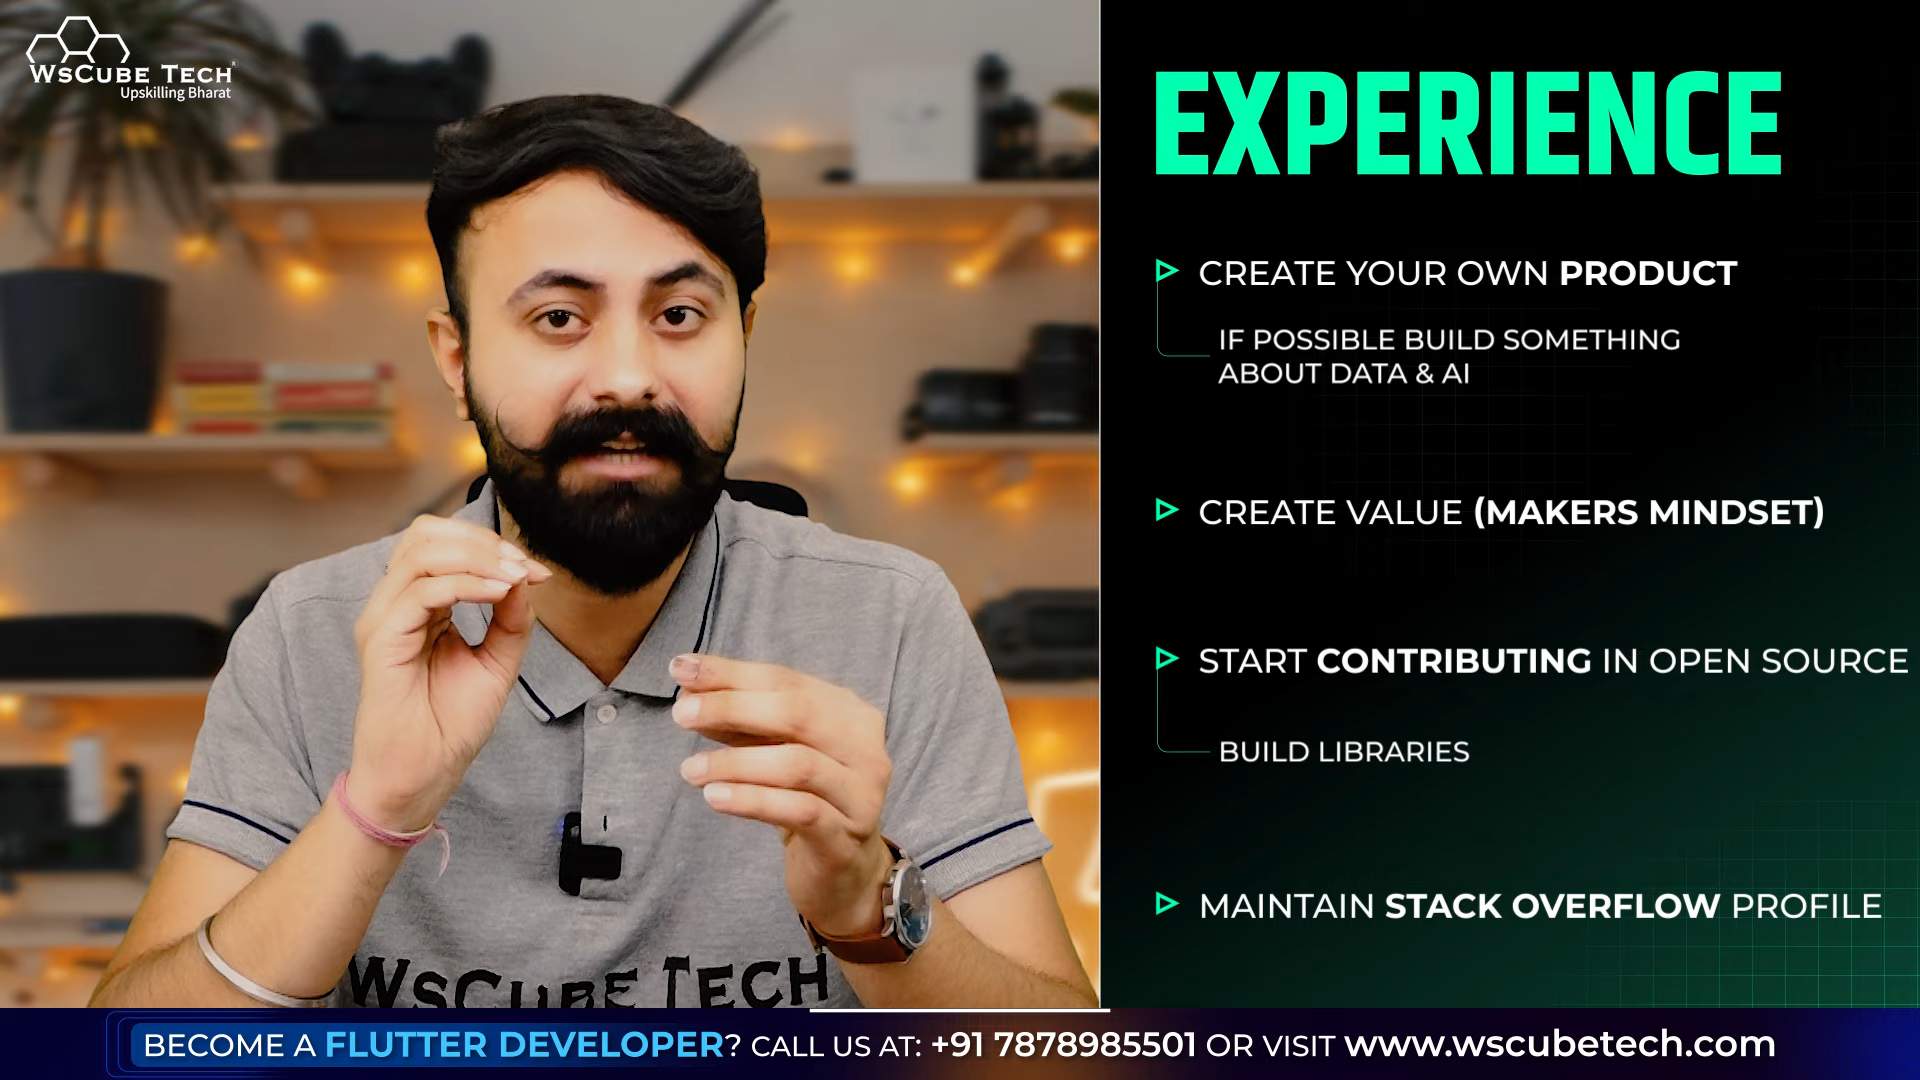 WSCUBE TECH
Upskilling Bharat
EXPERIENCE
CREATE YOUR OWN PRODUCT
IF POSSIBLE BUILD SOMETHING
ABOUT DATA & AI
CREATE VALUE (MAKERS MINDSET)
START CONTRIBUTING IN OPEN SOURCE
BUILD LIBRARIES
MAINTAIN STACK OVERFLOW PROFILE
WSCUBE TECH
BECOME A FLUTTER DEVELOPER? CALL US AT: +91 7878985501 OR VISIT www.wscubetech.com